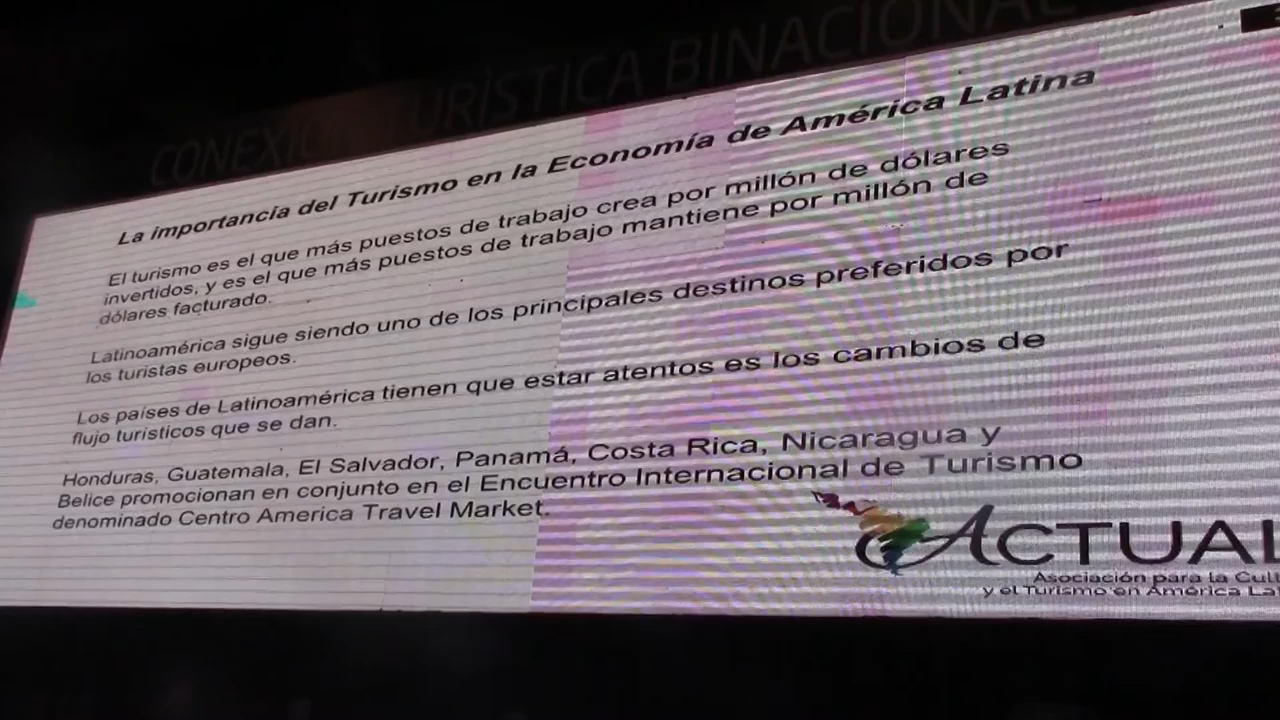 CONEXIÓN TURÍSTICA BINACIONAL
La importancia del Turismo en la Economía de América Latina
El turismo es el que más puestos de trabajo crea por millón de dólares
invertidos, y es el que más puestos de trabajo mantiene por millón de
dólares facturado.
Latinoamérica sigue siendo uno de los principales destinos preferidos por
los turistas europeos.
Los países de Latinoamérica tienen que estar atentos es los cambios de
flujo turísticos que se dan.
Honduras, Guatemala, El Salvador, Panamá, Costa Rica, Nicaragua y
Belice promocionan en conjunto en el Encuentro Internacional de Turismo
denominado Centro America Travel Market.
ACTUAL
Asociación para la Cult
y el Turismo en América Lat